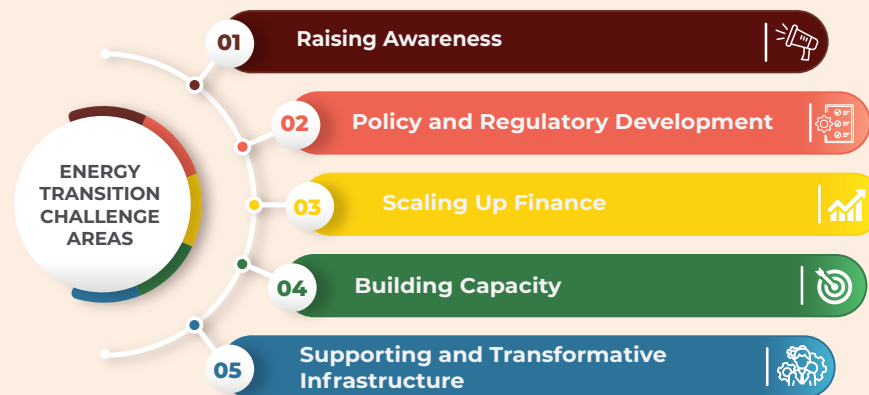 ENERGY
TRANSITION
CHALLENGE
AREAS
01
Raising Awareness
02
Policy and Regulatory Development
03
Scaling Up Finance
04
Building Capacity
05
Supporting and Transformative
Infrastructure